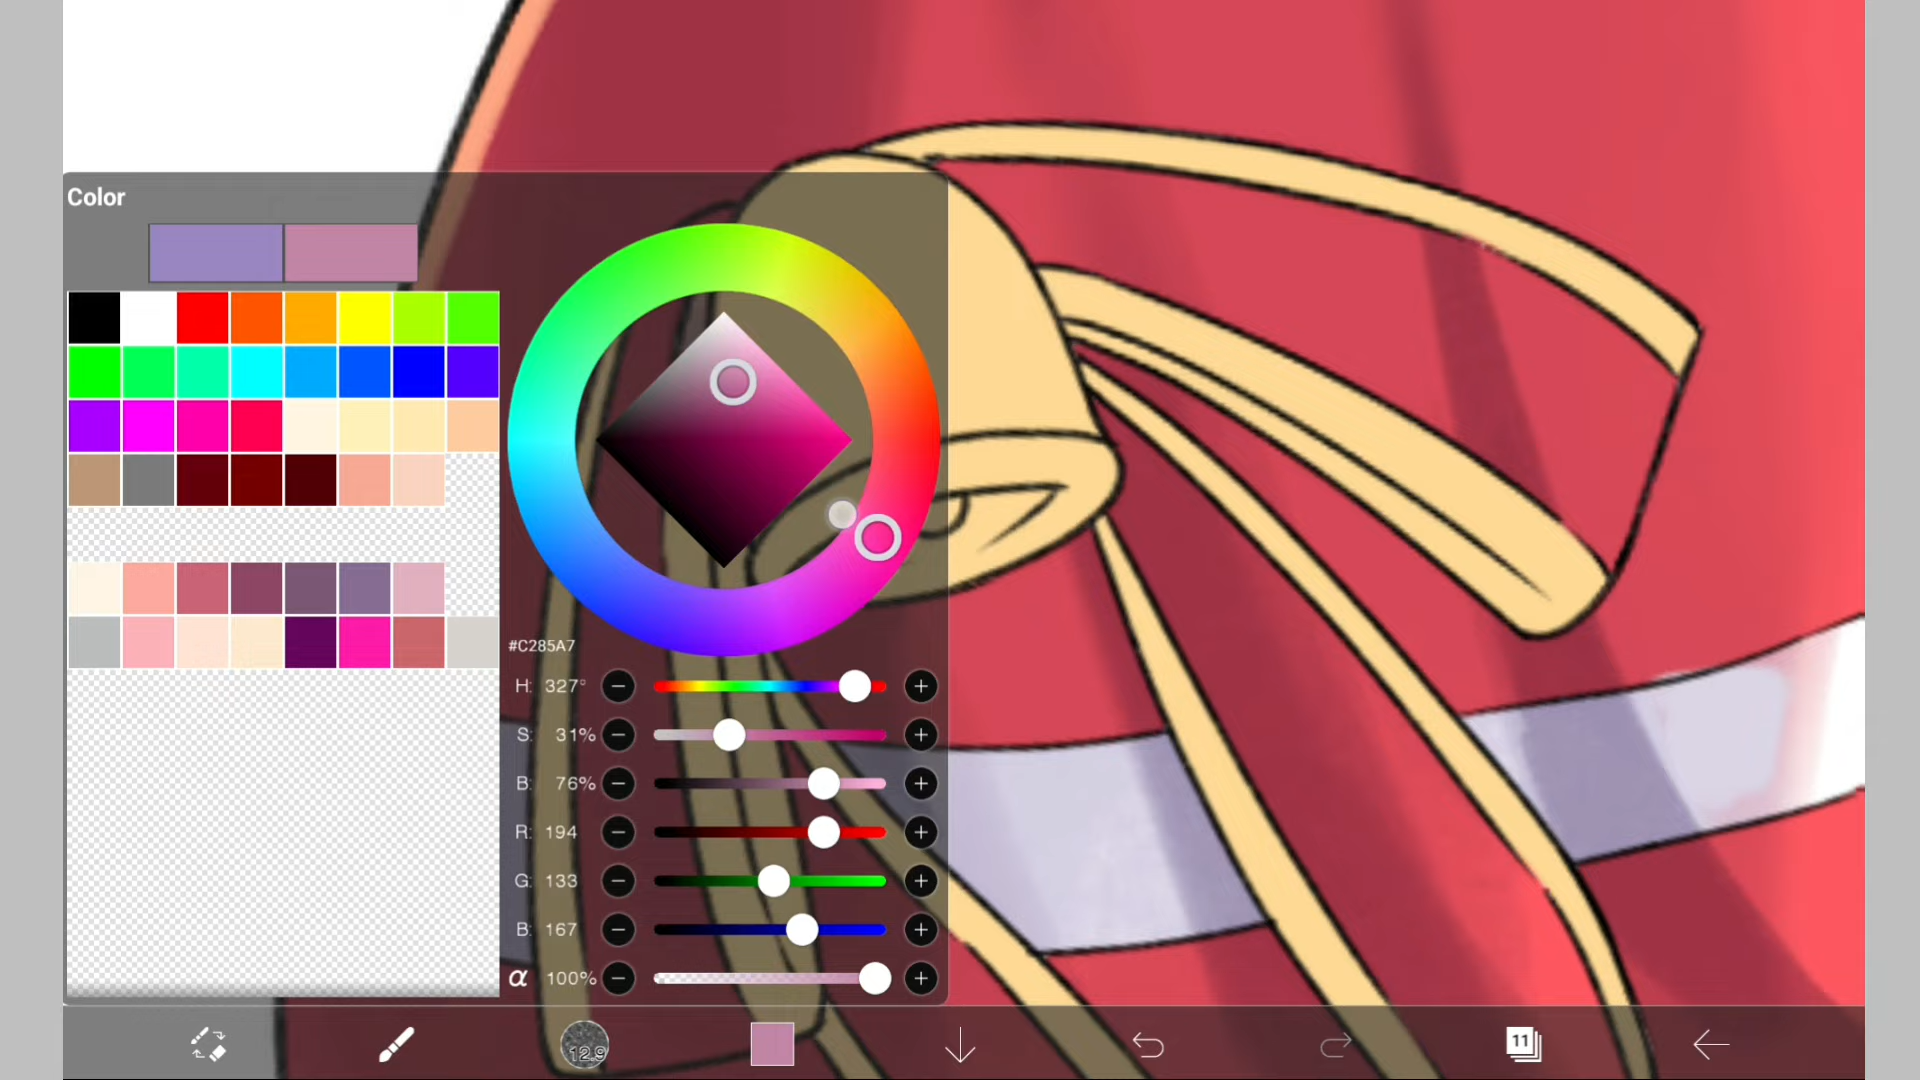 Color
#C285A7
H: 327°
S: 31%
B: 76%
R: 194
G: 133
B: 167
α 100%
12.9
11